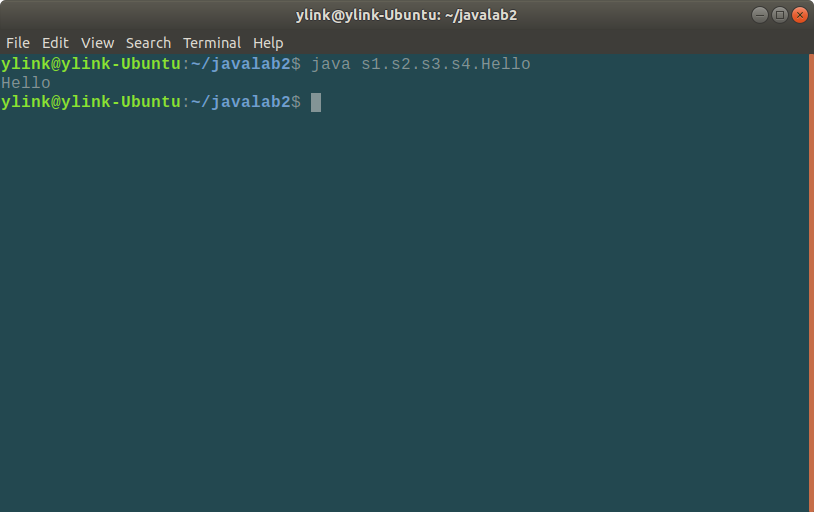 ylink@ylink-Ubuntu: ~/javalab2
File Edit View Search Terminal Help
ylink@ylink-Ubuntu:~/javalab2$ java s1.s2.s3.s4.Hello
Hello
ylink@ylink-Ubuntu:~/javalab2$